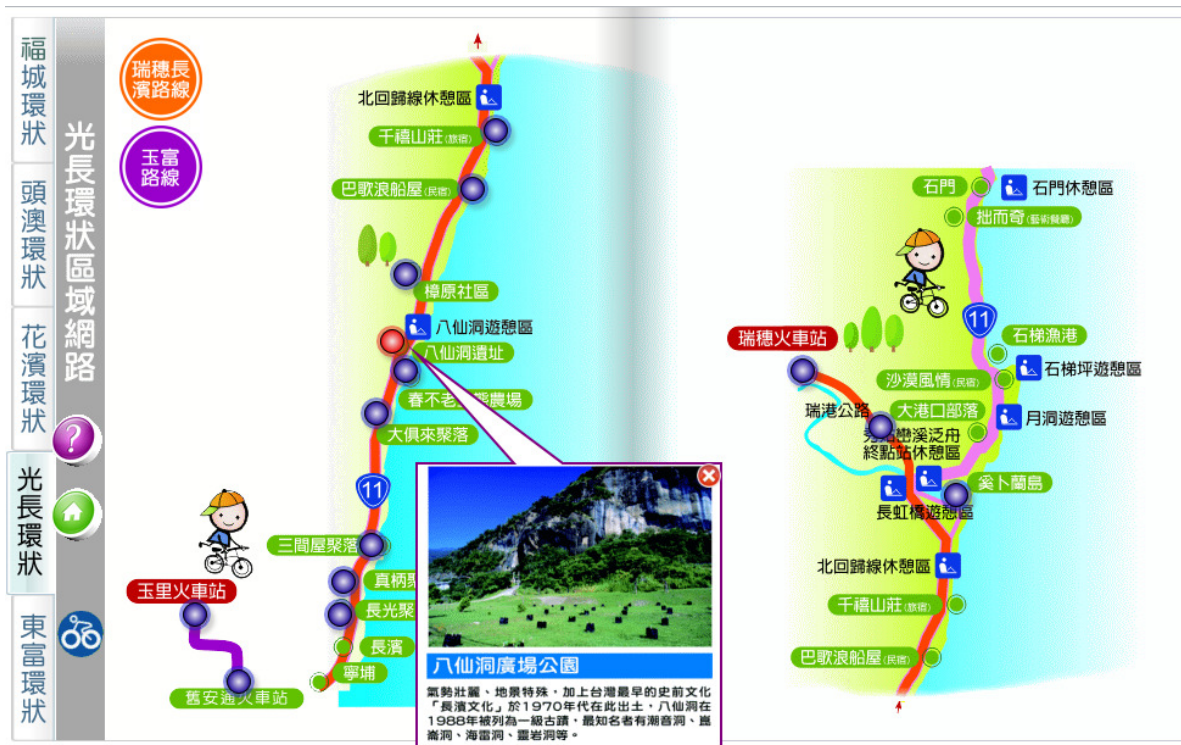 福城環狀
頭澳環狀
花濱環狀
光長環狀
東富環狀
光長環狀區域網路
?
瑞穗長
濱路線
玉富
路線
北回歸線休憩區
千禧山莊(旅宿)
巴歌浪船屋(民宿)
樟原社區
八仙洞遊憩區
八仙洞遺址
春不老
農場
大俱來聚落
11
三間屋聚落
真柄
長光聚
長濱
寧埔
玉里火車站
舊安通火車站
八仙洞廣場公園
氣勢壯麗、地景特殊,加上台灣最早的史前文化
「長濱文化」於1970年代在此出土,八仙洞在
1988年被列為一級古蹟,最知名者有潮音洞、崑
崙洞、海雷洞、靈岩洞等。
石門
石門休憩區
拙而奇(藝術餐廳)
11
石梯漁港
石梯坪遊憩區
沙漠風情(民宿)
月洞遊憩區
瑞穗火車站
瑞港公路
大港口部落
巒溪泛舟
終點站休憩區
奚卜蘭島
長虹橋遊憩區
北回歸線休憩區
千禧山莊(旅宿)
巴歌浪船屋(民宿)